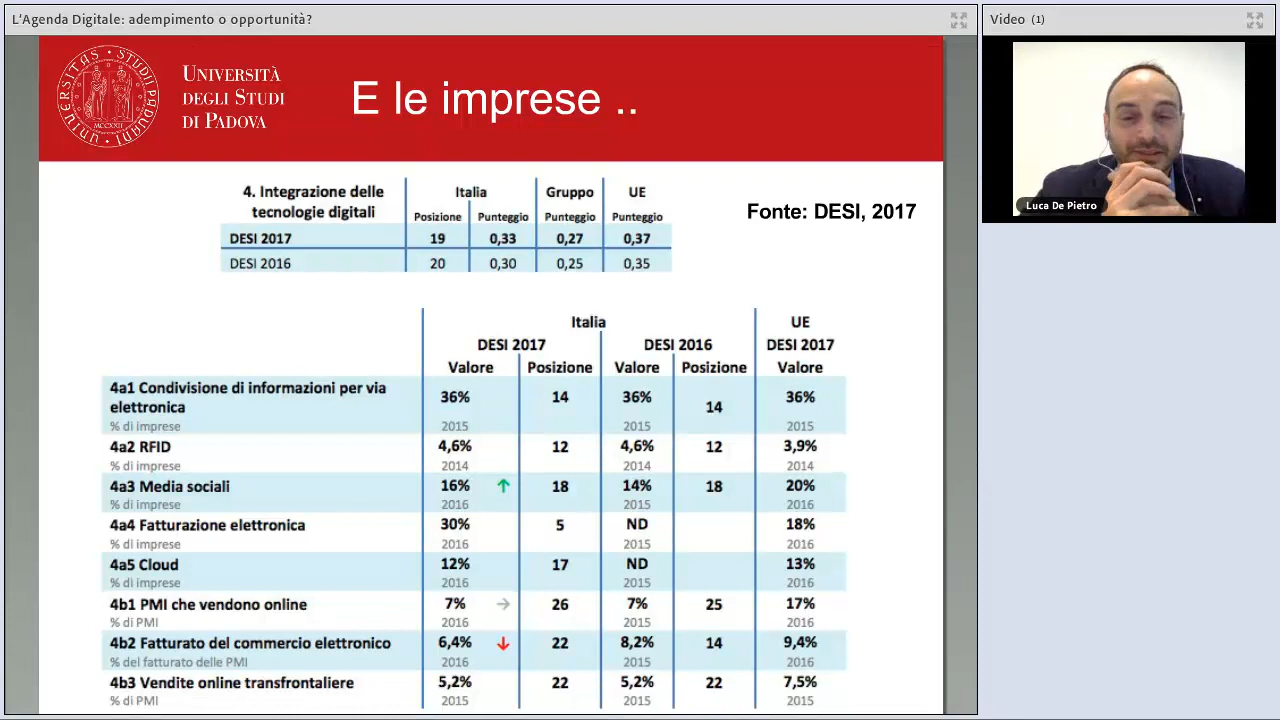 L'Agenda Digitale: adempimento o opportunità?
Video (1)
UNIVERSITÀ
DEGLI STUDI
DI PADOVA
UNIVERSITAS STUDII PADUANI
MCCXXII
E le imprese ..
Luca De Pietro
Fonte: DESI, 2017
4. Integrazione delle tecnologie digitali Italia Gruppo UE
Posizione Punteggio Punteggio Punteggio
DESI 2017 19 0,33 0,27 0,37
DESI 2016 20 0,30 0,25 0,35
Italia UE
DESI 2017 DESI 2016 DESI 2017
Valore Posizione Valore Posizione Valore
4a1 Condivisione di informazioni per via elettronica 36% 14 36% 14 36%
% di imprese 2015 2015 2015
4a2 RFID 4,6% 12 4,6% 12 3,9%
% di imprese 2014 2014 2014
4a3 Media sociali 16% ↑ 18 14% 18 20%
% di imprese 2016 2015 2016
4a4 Fatturazione elettronica 30% 5 ND 18%
% di imprese 2016 2015 2016
4a5 Cloud 12% 17 ND 13%
% di imprese 2016 2015 2016
4b1 PMI che vendono online 7% → 26 7% 25 17%
% di PMI 2016 2015 2016
4b2 Fatturato del commercio elettronico 6,4% ↓ 22 8,2% 14 9,4%
% del fatturato delle PMI 2016 2015 2016
4b3 Vendite online transfrontaliere 5,2% 22 5,2% 22 7,5%
% di PMI 2015 2015 2015